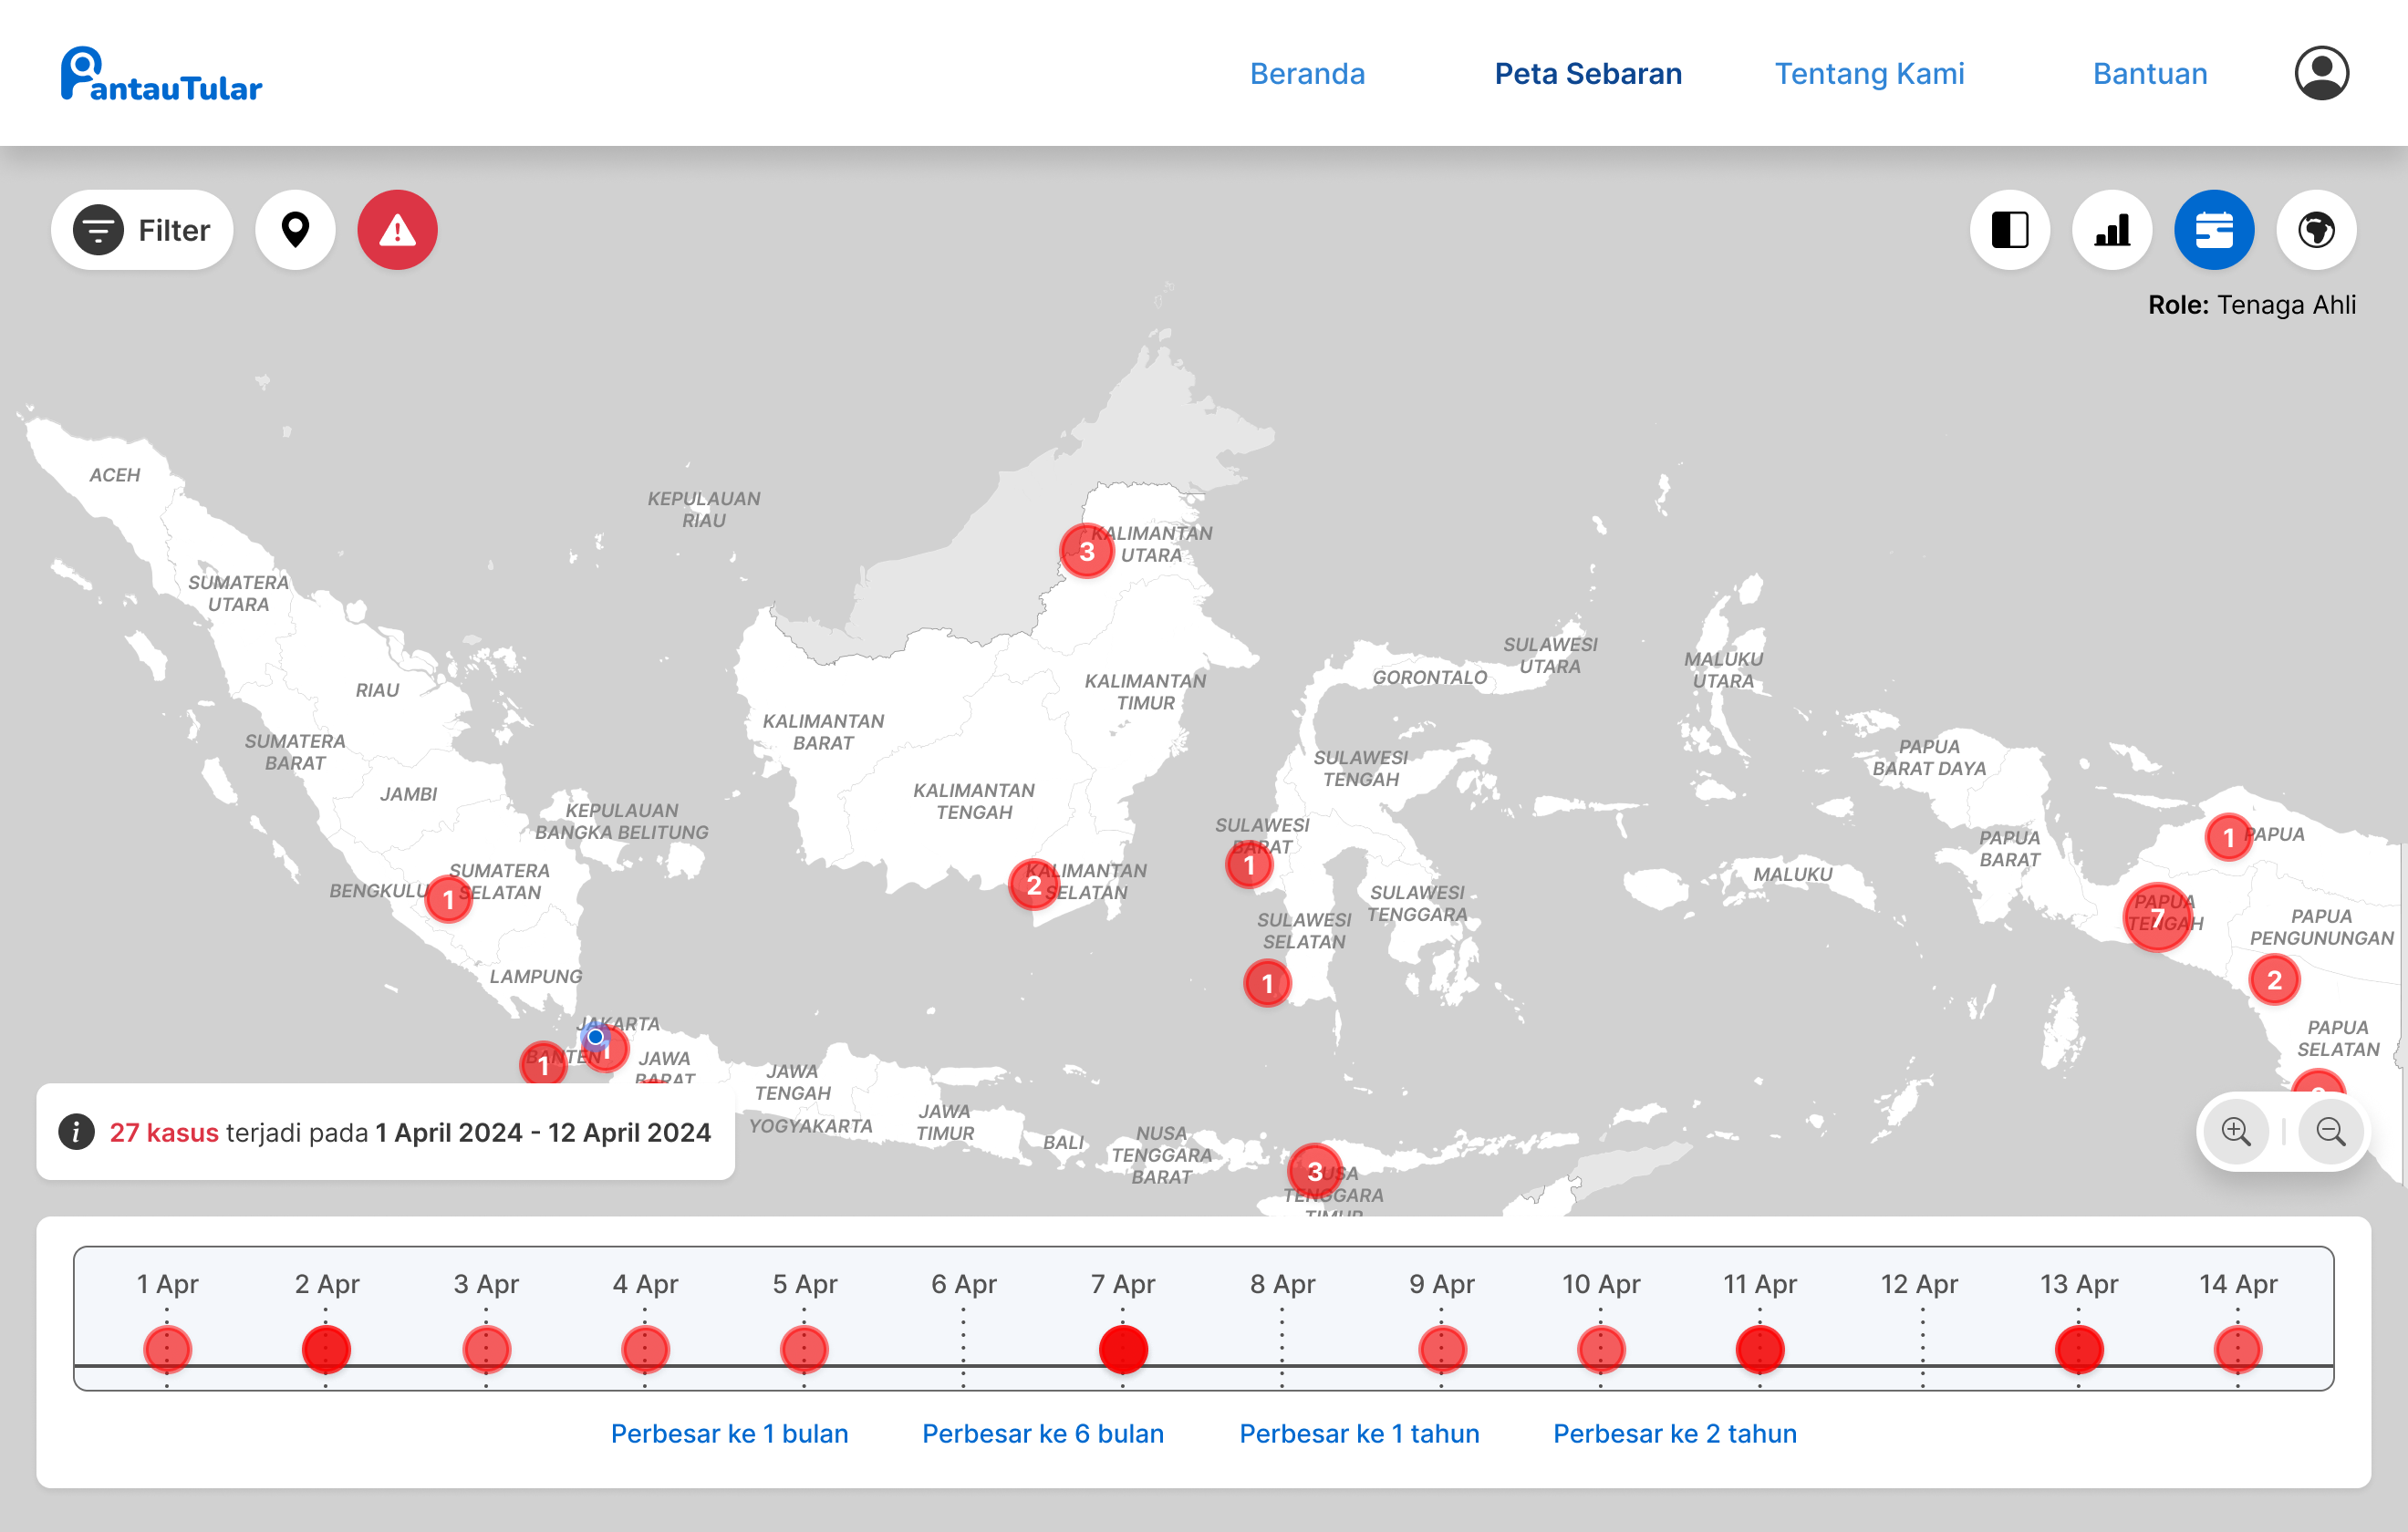 PantauTular
Beranda
Peta Sebaran
Tentang Kami
Bantuan
Filter
Role: Tenaga Ahli
ACEH
KEPULAUAN
RIAU
3
KALIMANTAN
UTARA
SUMATERA
UTARA
SULAWESI
UTARA
MALUKU
UTARA
GORONTALO
RIAU
KALIMANTAN
TIMUR
KALIMANTAN
BARAT
SUMATERA
BARAT
SULAWESI
TENGAH
PAPUA
BARAT DAYA
JAMBI
KALIMANTAN
TENGAH
KEPULAUAN
BANGKA BELITUNG
SULAWESI
BARAT
1
1
PAPUA
PAPUA
BARAT
SUMATERA
SELATAN
BENGKULU
1
2
KALIMANTAN
SELATAN
MALUKU
SULAWESI
TENGGARA
PAPUA
TENGAH
7
SULAWESI
SELATAN
PAPUA
PENGUNUNGAN
LAMPUNG
1
2
JAKARTA
PAPUA
SELATAN
BANTEN
1
1
JAWA
BARAT
JAWA
TENGAH
JAWA
TIMUR
YOGYAKARTA
BALI
NUSA
TENGGARA
BARAT
3
NUSA
TENGGARA
TIMUR
27 kasus terjadi pada 1 April 2024 - 12 April 2024
1 Apr
2 Apr
3 Apr
4 Apr
5 Apr
6 Apr
7 Apr
8 Apr
9 Apr
10 Apr
11 Apr
12 Apr
13 Apr
14 Apr
Perbesar ke 1 bulan
Perbesar ke 6 bulan
Perbesar ke 1 tahun
Perbesar ke 2 tahun